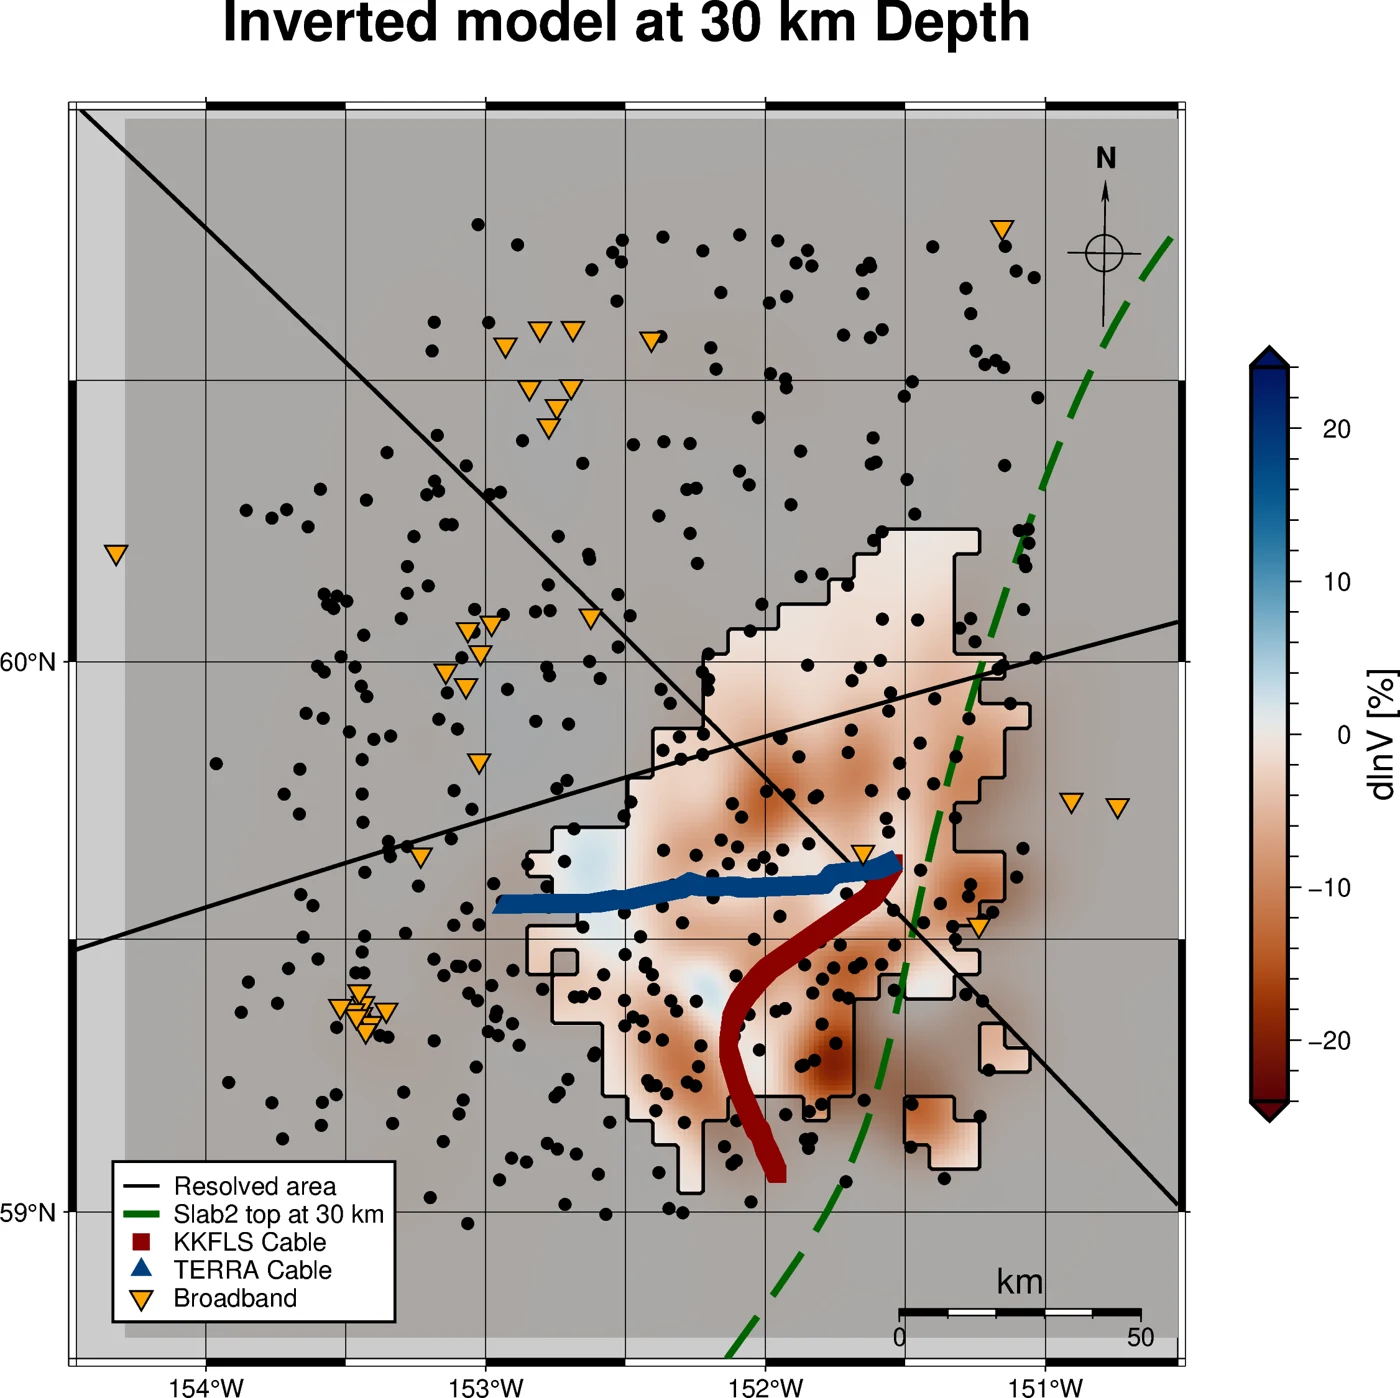 Inverted model at 30 km Depth
N
20
10
0
−10
−20
dlnV [%]
60°N
59°N
Resolved area
Slab2 top at 30 km
KKFLS Cable
TERRA Cable
Broadband
km
0 50
154°W 153°W 152°W 151°W